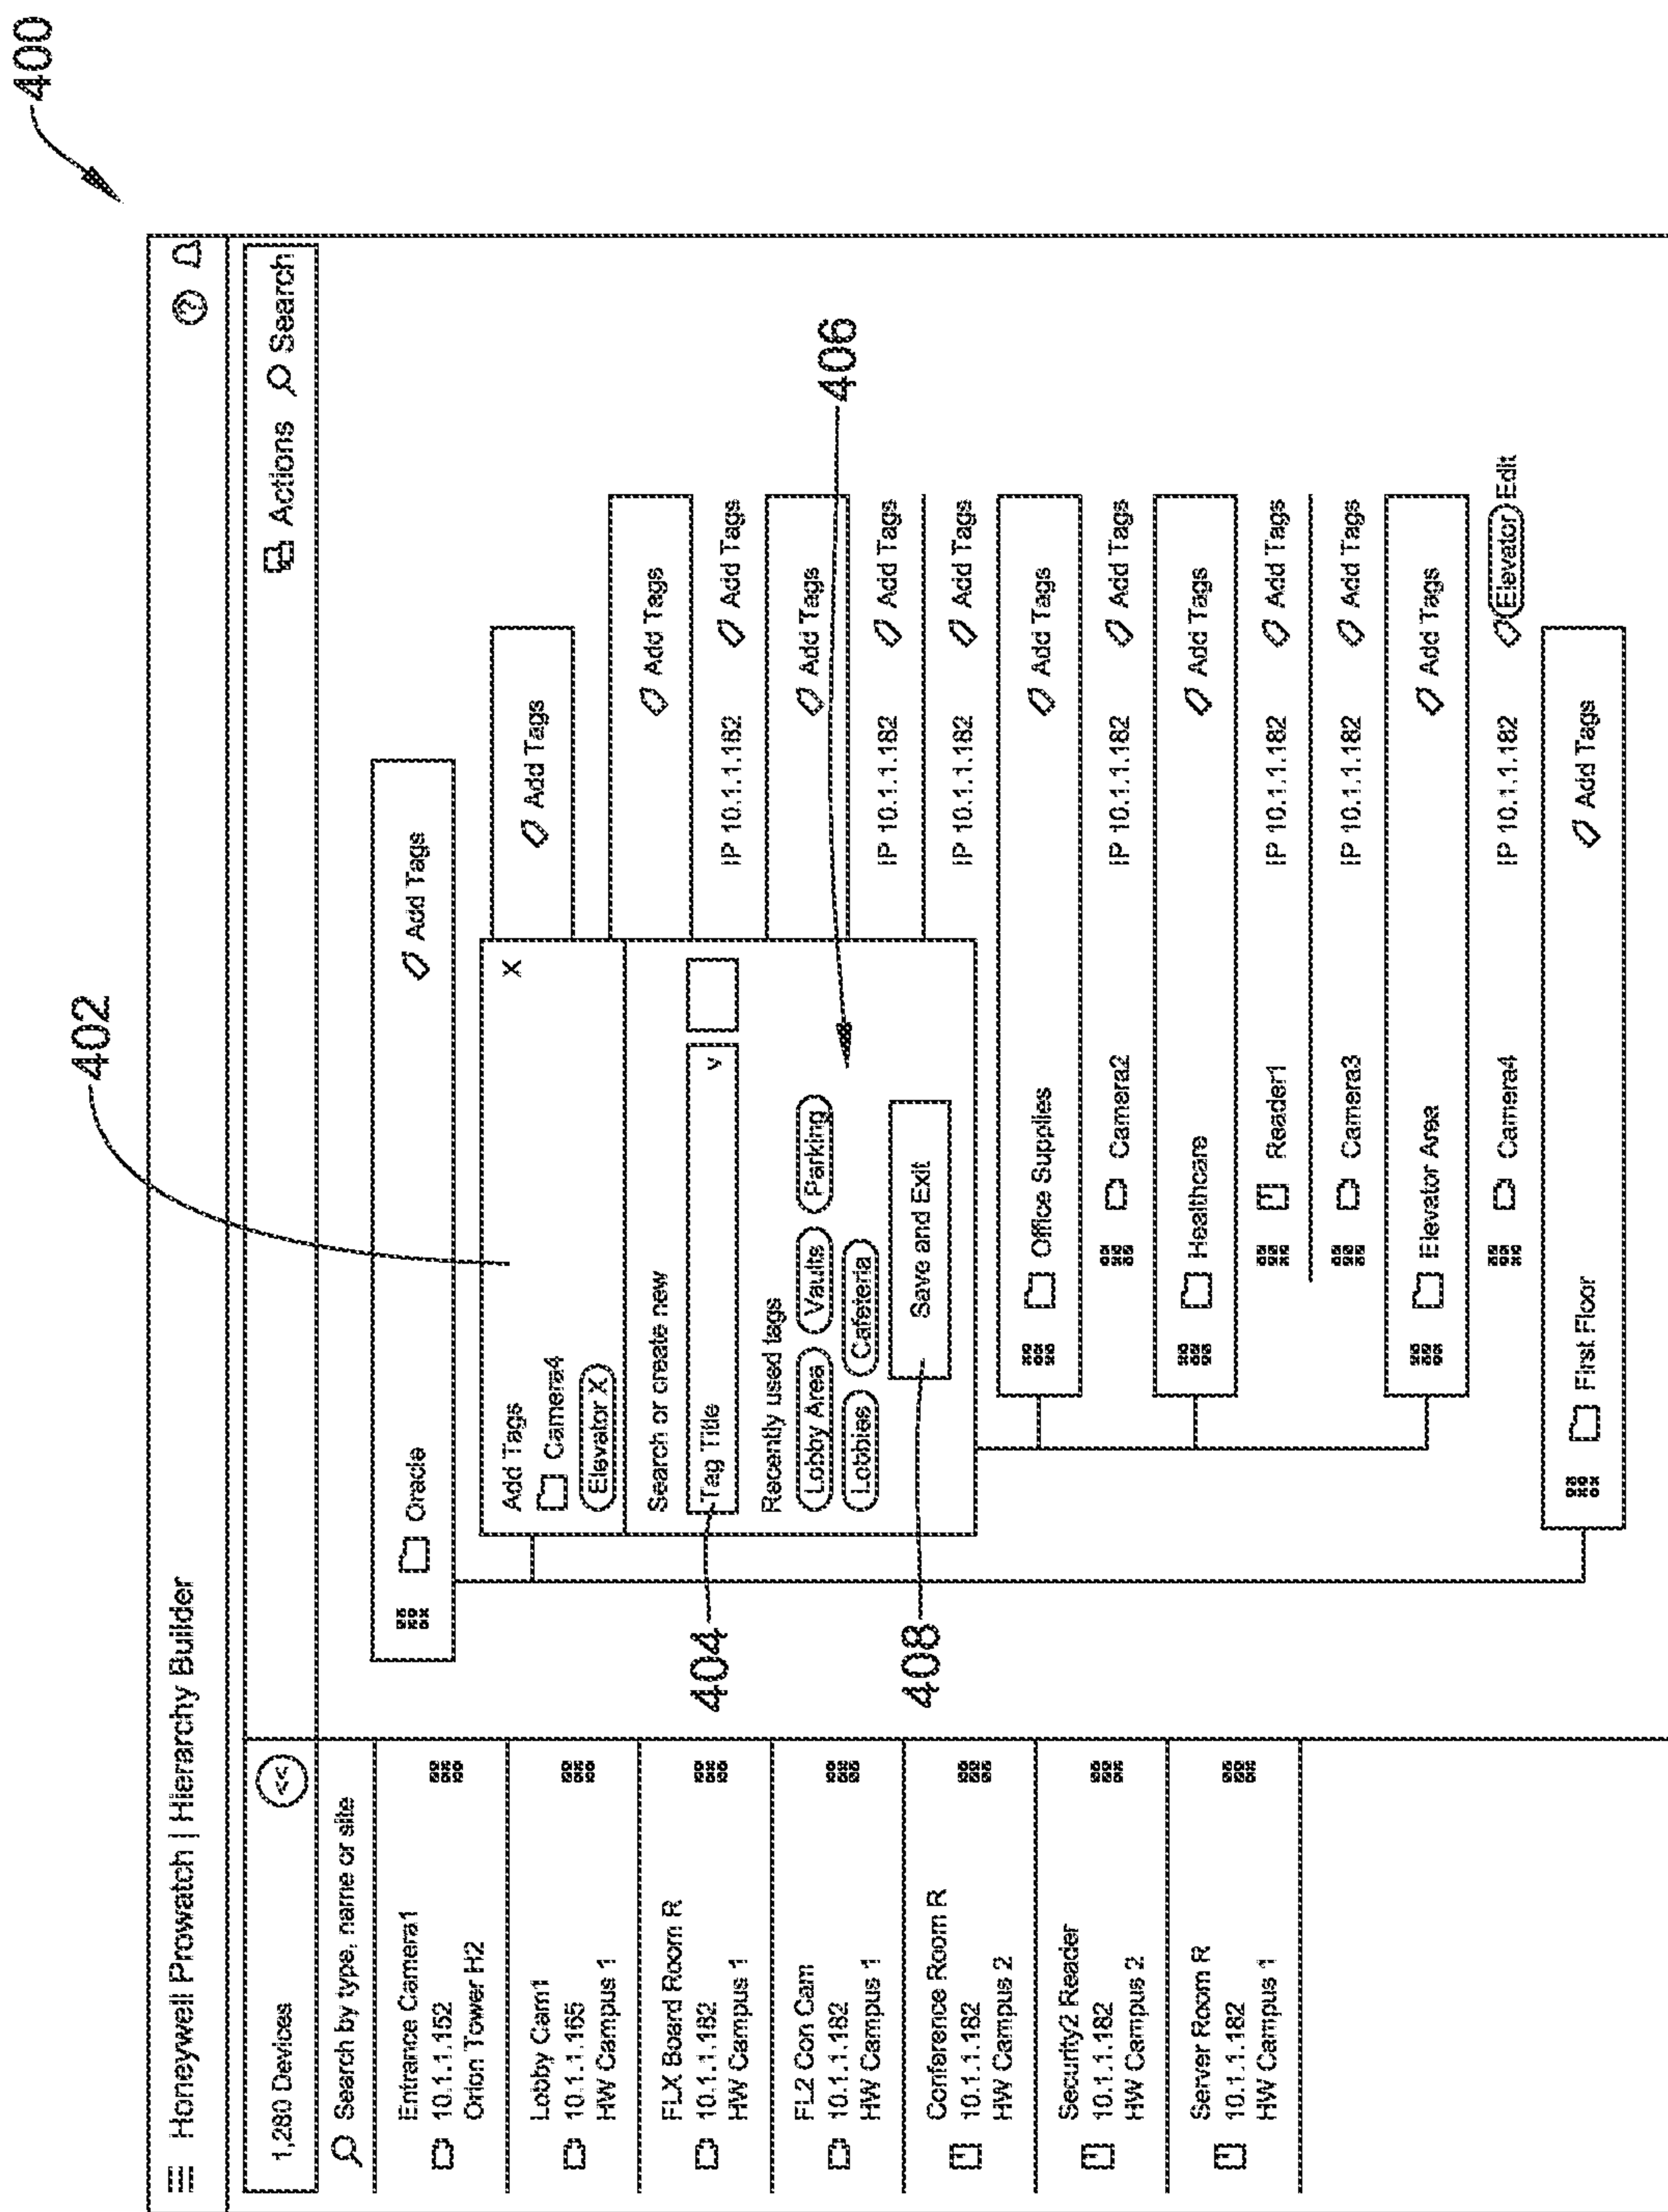 400
Honeywell Prowatch | Hierarchy Builder
?
1,280 Devices
<<
Actions
Search
Search by type, name or site
Entrance Camera1
10.1.1.152
Orion Tower H2
Lobby Cam1
10.1.1.165
HW Campus 1
FLX Board Room R
10.1.1.182
HW Campus 1
FL2 Con Cam
10.1.1.182
HW Campus 1
Conference Room R
10.1.1.182
HW Campus 2
Security2 Reader
10.1.1.182
HW Campus 2
Server Room R
10.1.1.182
HW Campus 1
402
Oracle
Add Tags
Add Tags
X
Camera4
Elevator X
Search or create new
Tag Title
v
404
Recently used tags
Lobby Area
Vaults
Parking
Lobbies
Cafeteria
406
Save and Exit
408
Add Tags
Add Tags
IP 10.1.1.182
Add Tags
Add Tags
IP 10.1.1.182
Add Tags
IP 10.1.1.182
Add Tags
Office Supplies
Add Tags
Camera2
IP 10.1.1.182
Add Tags
Healthcare
Add Tags
Reader1
IP 10.1.1.182
Add Tags
Camera3
IP 10.1.1.182
Add Tags
Elevator Area
Add Tags
Camera4
IP 10.1.1.182
Elevator
Edit
First Floor
Add Tags